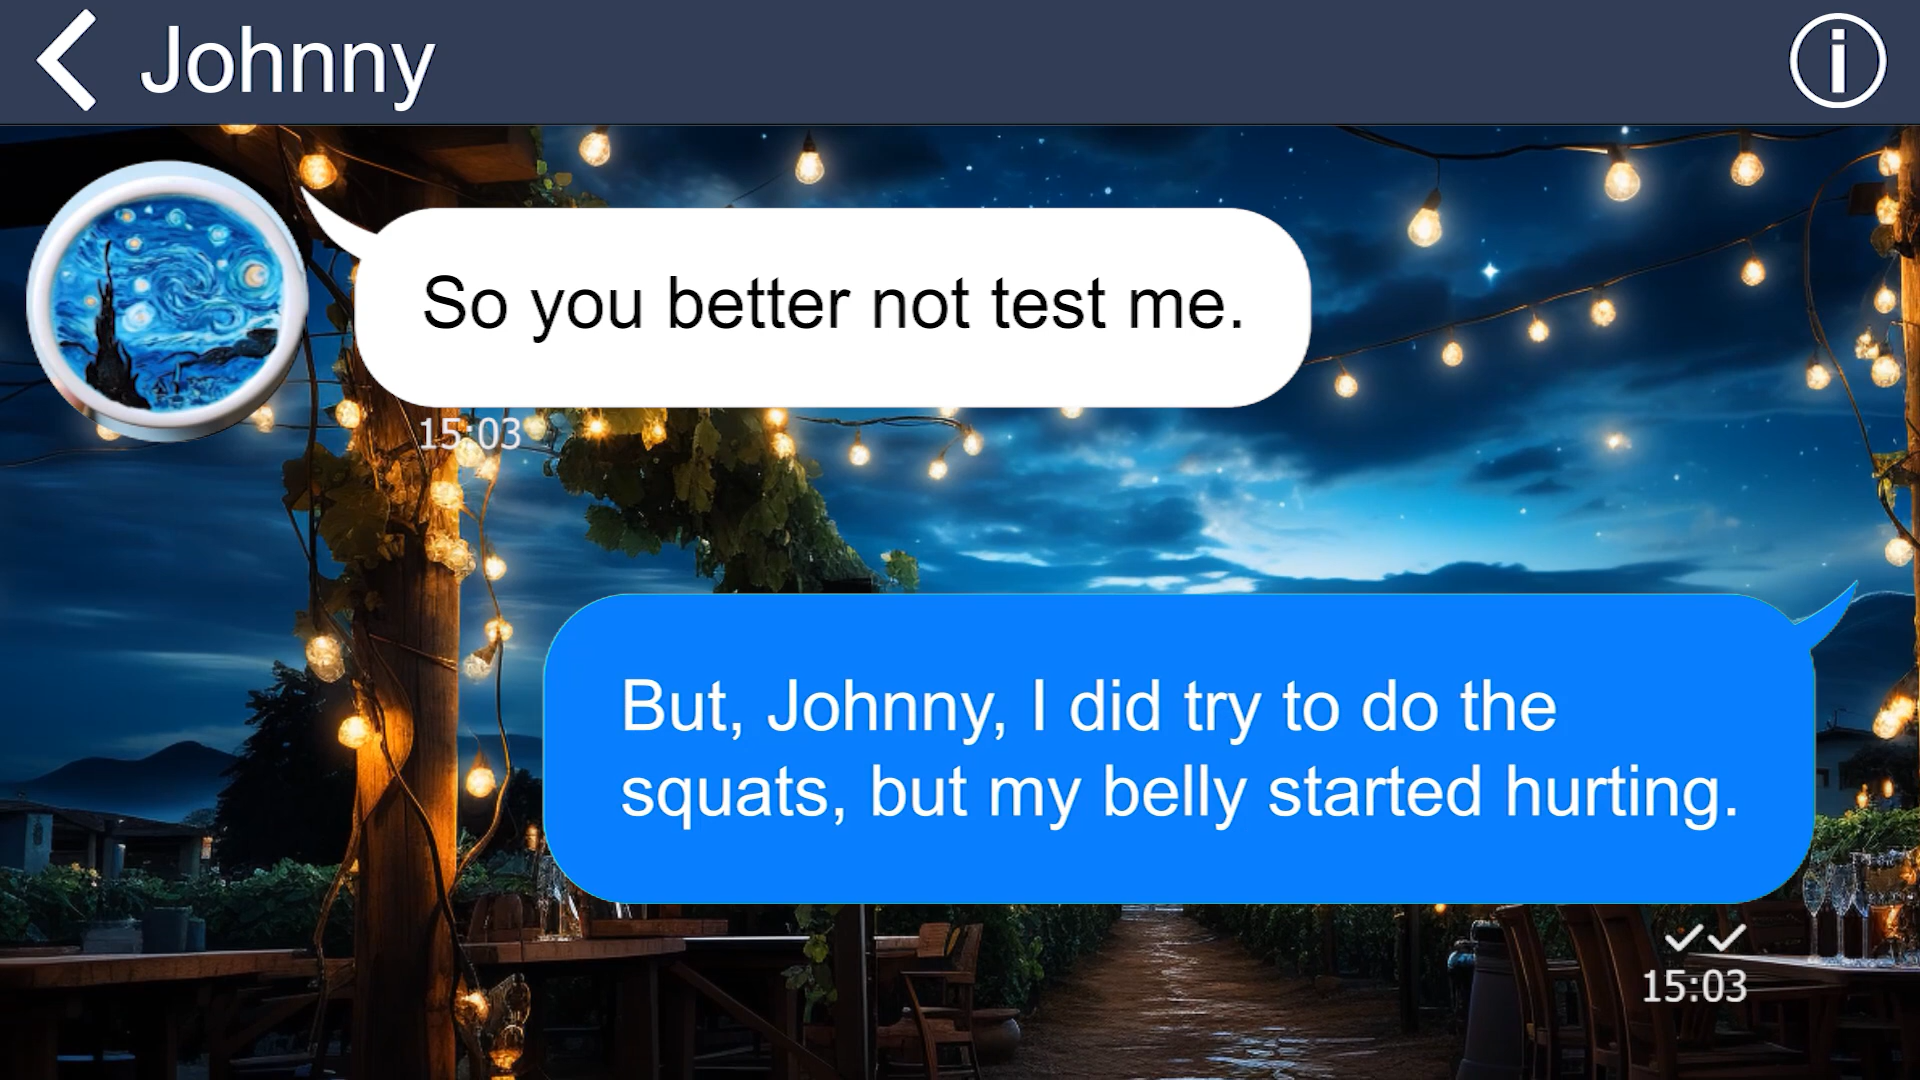 Johnny
So you better not test me.
15:03
But, Johnny, I did try to do the
squats, but my belly started hurting.
15:03